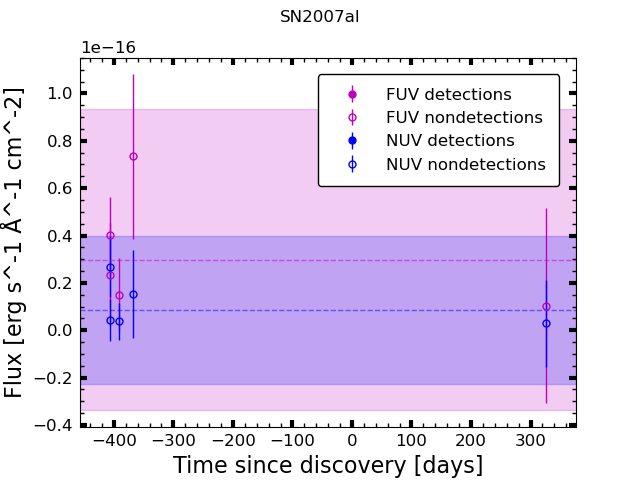 SN2007al
1e−16
Flux [erg s^-1 Å^-1 cm^-2]
1.0
0.8
0.6
0.4
0.2
0.0
−0.2
−0.4
FUV detections
FUV nondetections
NUV detections
NUV nondetections
−400 −300 −200 −100 0 100 200 300
Time since discovery [days]